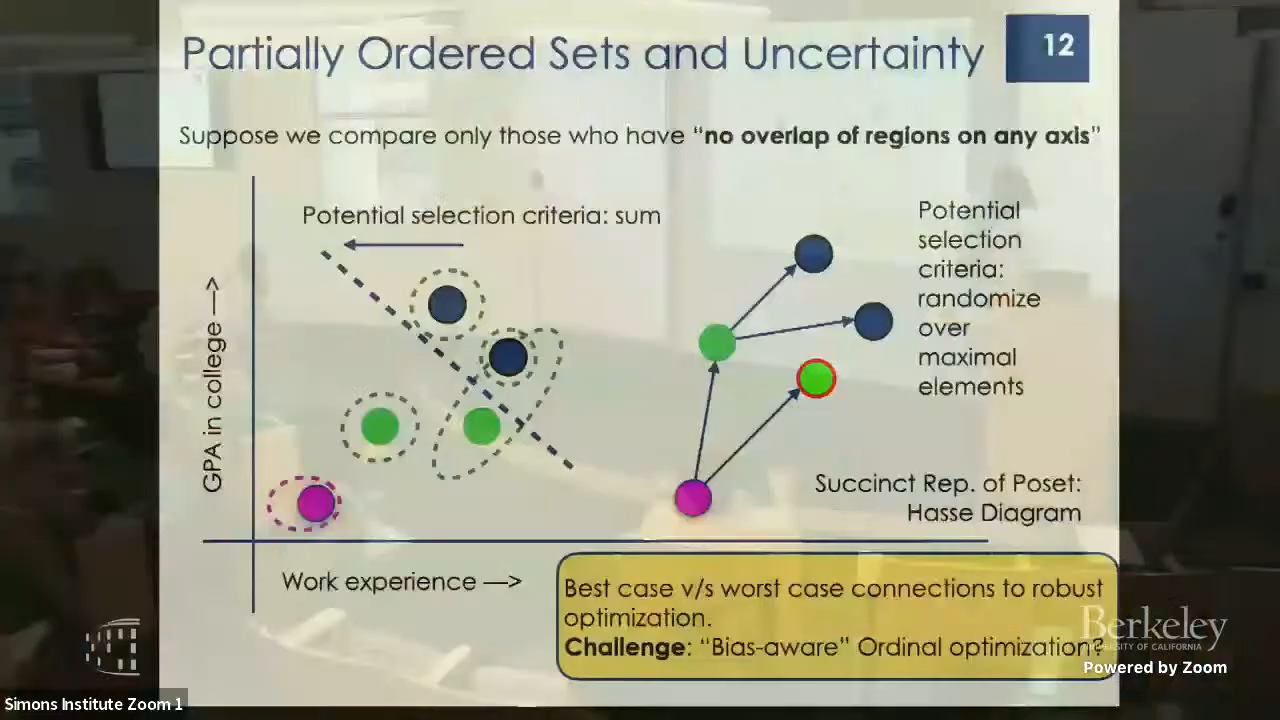 Partially Ordered Sets and Uncertainty
12
Suppose we compare only those who have “no overlap of regions on any axis”
Potential selection criteria: sum
Potential
selection
criteria:
randomize
over
maximal
elements
GPA in college —>
Succinct Rep. of Poset:
Hasse Diagram
Work experience —>
Best case v/s worst case connections to robust
optimization.
Challenge: “Bias-aware” Ordinal optimization?
Berkeley
UNIVERSITY OF CALIFORNIA
Powered by Zoom
Simons Institute Zoom 1